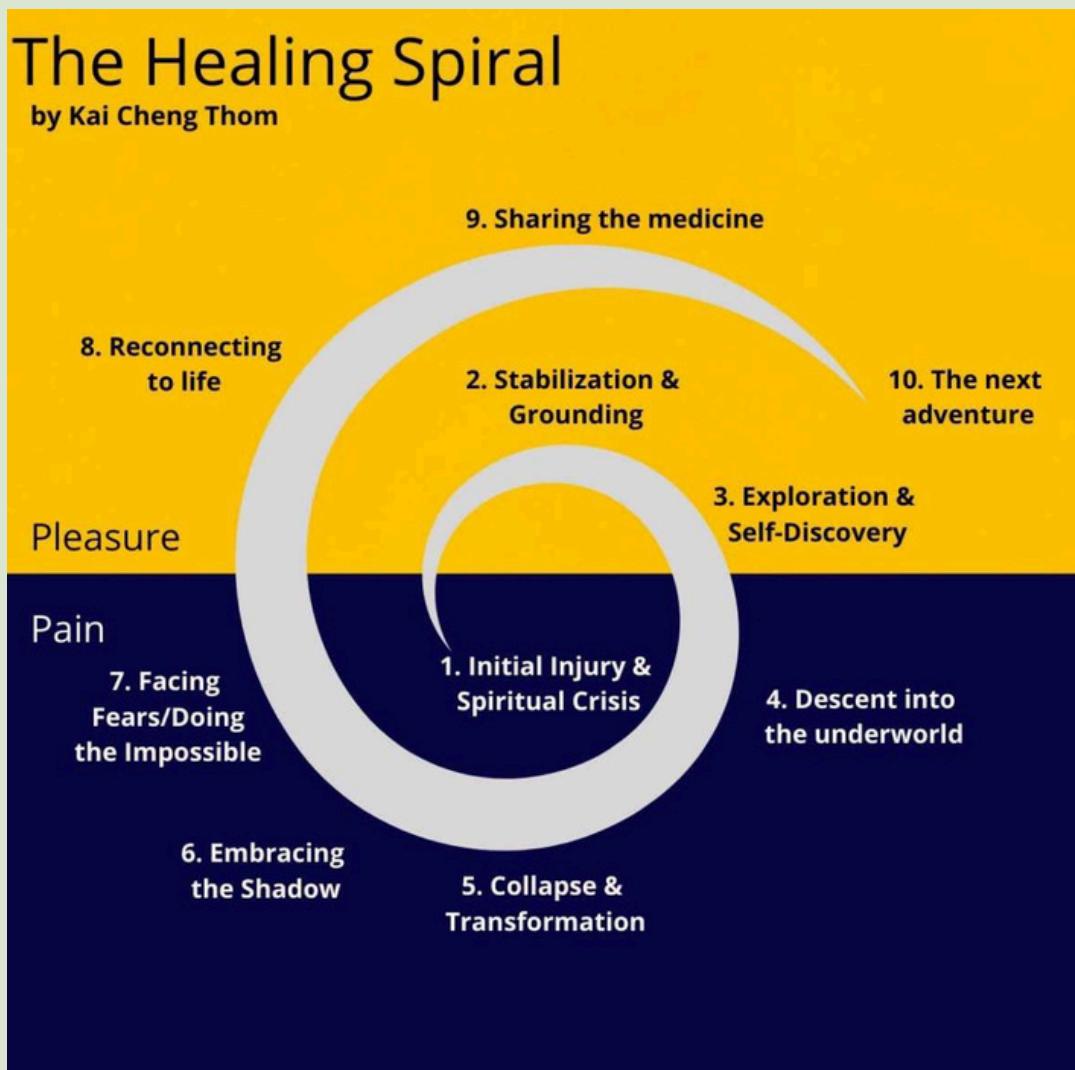 The Healing Spiral
by Kai Cheng Thom
9. Sharing the medicine
8. Reconnecting
to life
2. Stabilization &
Grounding
10. The next
adventure
3. Exploration &
Self-Discovery
Pleasure
Pain
1. Initial Injury &
Spiritual Crisis
7. Facing
Fears/Doing
the Impossible
4. Descent into
the underworld
6. Embracing
the Shadow
5. Collapse &
Transformation